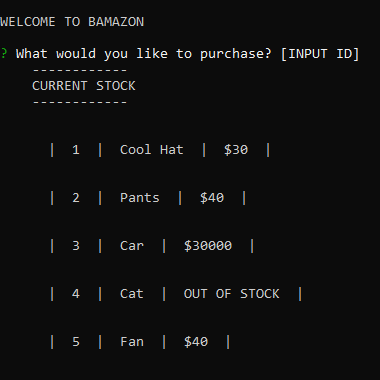 WELCOME TO BAMAZON
? What would you like to purchase? [INPUT ID]
------------
CURRENT STOCK
------------
| 1 | Cool Hat | $30 |
| 2 | Pants | $40 |
| 3 | Car | $30000 |
| 4 | Cat | OUT OF STOCK |
| 5 | Fan | $40 |